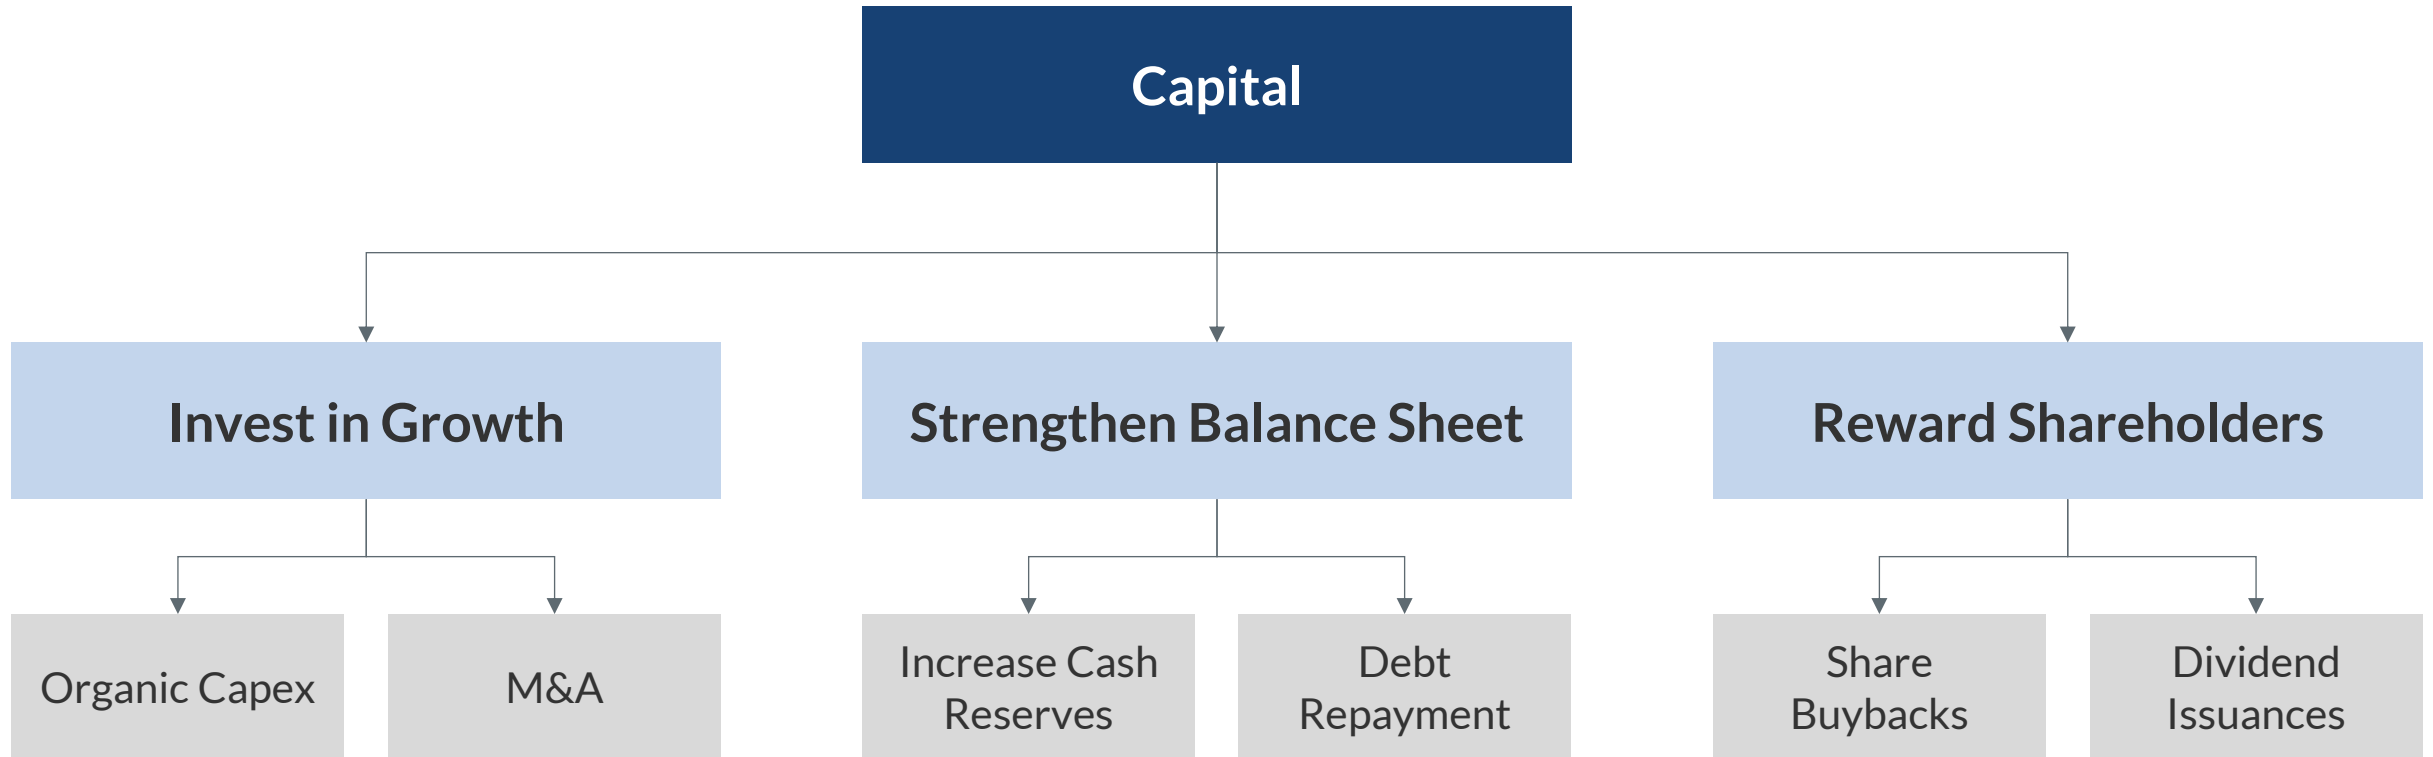 Capital
Invest in Growth
Strengthen Balance Sheet
Reward Shareholders
Organic Capex
M&A
Increase Cash
Reserves
Debt
Repayment
Share
Buybacks
Dividend
Issuances